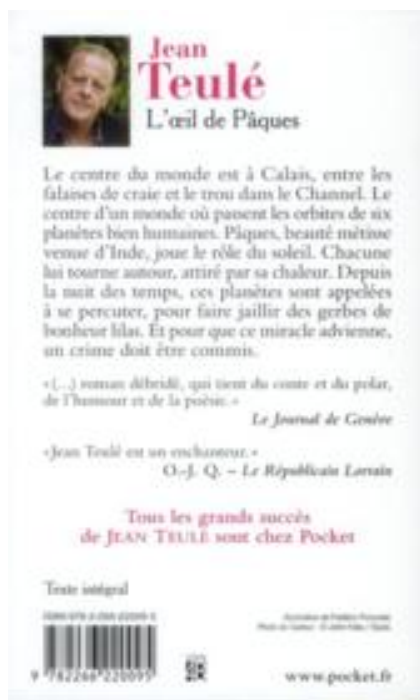 Jean
Teulé
L'œil de Pâques
Le centre du monde est à Calais, entre les
falaises de craie et le trou dans le Channel. Le
centre d'un monde où passent les orbites de six
planètes bien humaines. Pâques, beauté métisse
venue d'Inde, joue le rôle du soleil. Chacune
lui tourne autour, attiré par sa chaleur. Depuis
la nuit des temps, ces planètes sont appelées
à se percuter, pour faire jaillir des gerbes de
bonheur lilas. Et pour que ce miracle advienne,
un crime doit être commis.
« (...) roman débridé, qui tient du conte et du polar,
de l'humour et de la poésie. »
Le Journal de Genève
«Jean Teulé est un enchanteur.»
O.-J. Q. – Le Républicain Lorrain
Tous les grands succès
de JEAN TEULÉ sont chez Pocket
Texte intégral
9 782266 220095
www.pocket.fr